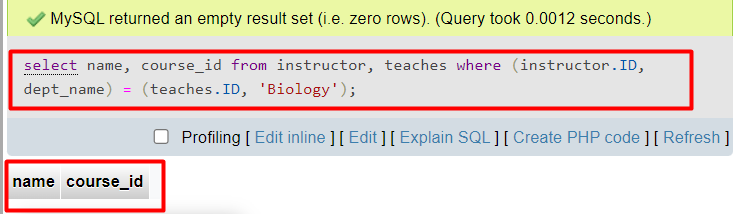 MySQL returned an empty result set (i.e. zero rows). (Query took 0.0012 seconds.)
select name, course_id from instructor, teaches where (instructor.ID,
dept_name) = (teaches.ID, 'Biology');
Profiling [ Edit inline ] [ Edit ] [ Explain SQL ] [ Create PHP code ] [ Refresh ]
name course_id